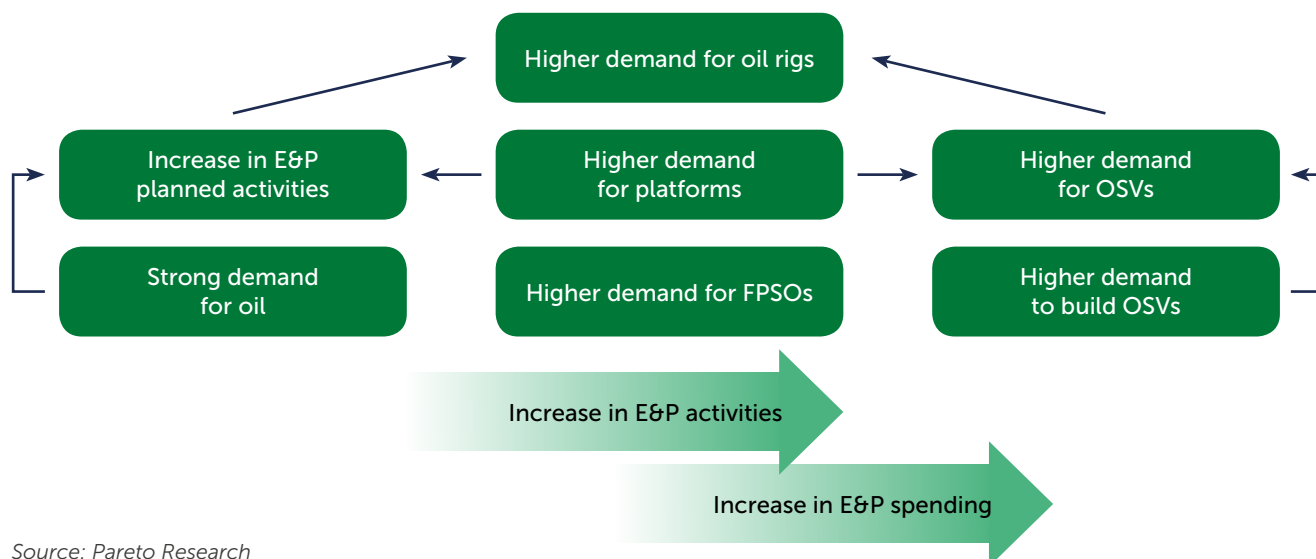 Higher demand for oil rigs
Increase in E&P
planned activities
Higher demand
for platforms
Higher demand
for OSVs
Strong demand
for oil
Higher demand for FPSOs
Higher demand
to build OSVs
Increase in E&P activities
Increase in E&P spending
Source: Pareto Research